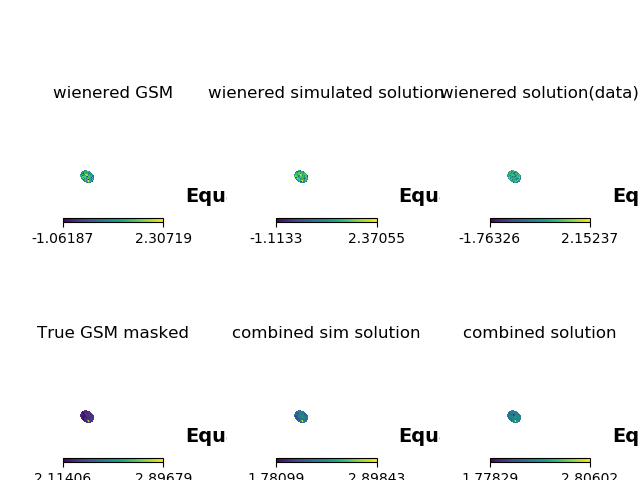 wienered GSM
wienered simulated solution
wienered solution(data)
Equ
Equ
Eq
-1.06187 2.30719
-1.1133 2.37055
-1.76326 2.15237
True GSM masked
combined sim solution
combined solution
Equ
Equ
Eq
2.11406 2.89679
1.78099 2.89843
1.77829 2.80602